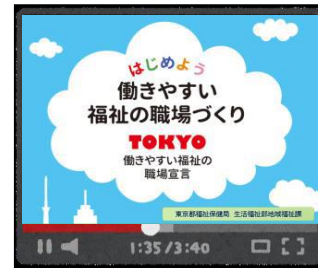 はじめよう
働きやすい
福祉の職場づくり
TOKYO
働きやすい福祉の
職場宣言
東京都福祉保健局 生活福祉部地域福祉課
1:35/3:40